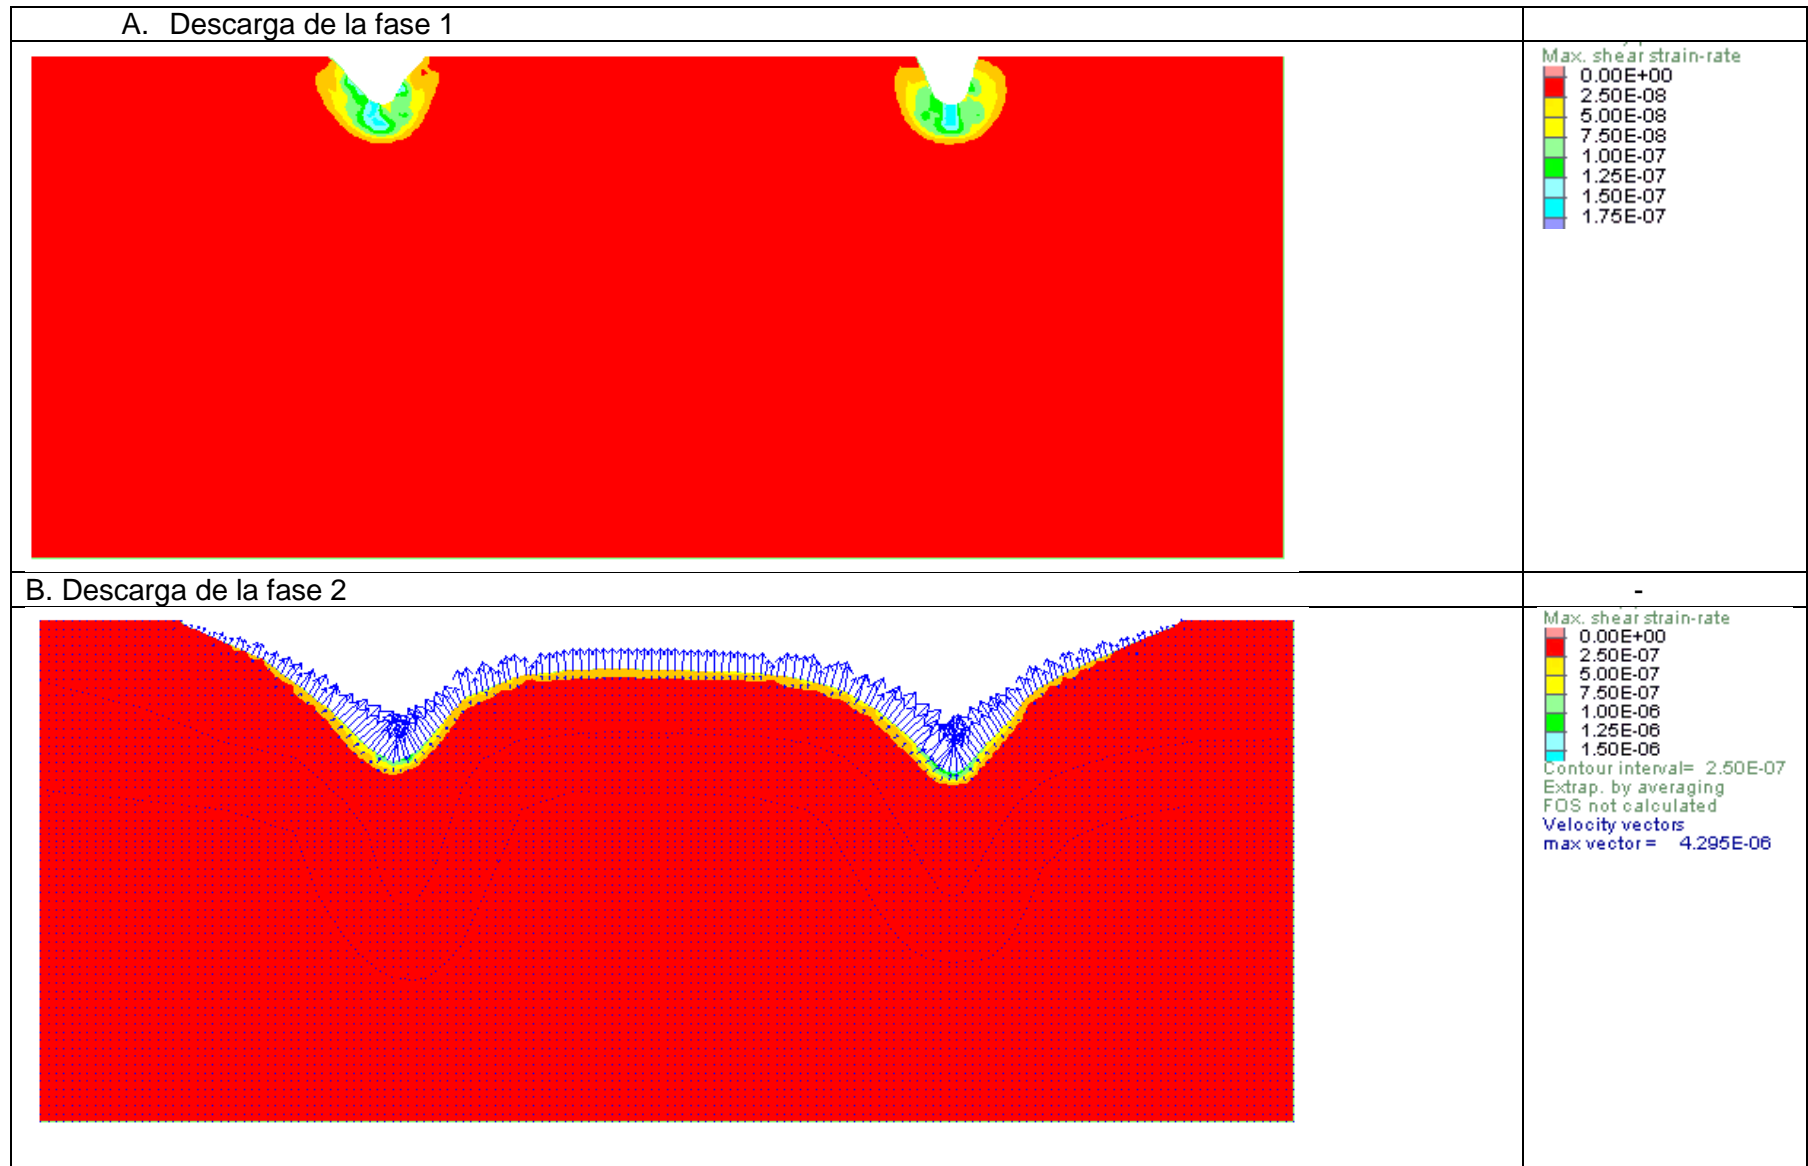 A. Descarga de la fase 1
Max. shear strain-rate
0.00E+00
2.50E-08
5.00E-08
7.50E-08
1.00E-07
1.25E-07
1.50E-07
1.75E-07
B. Descarga de la fase 2
-
Max. shear strain-rate
0.00E+00
2.50E-07
5.00E-07
7.50E-07
1.00E-06
1.25E-06
1.50E-06
Contour interval= 2.50E-07
Extrap. by averaging
FOS not calculated
Velocity vectors
max vector = 4.295E-06